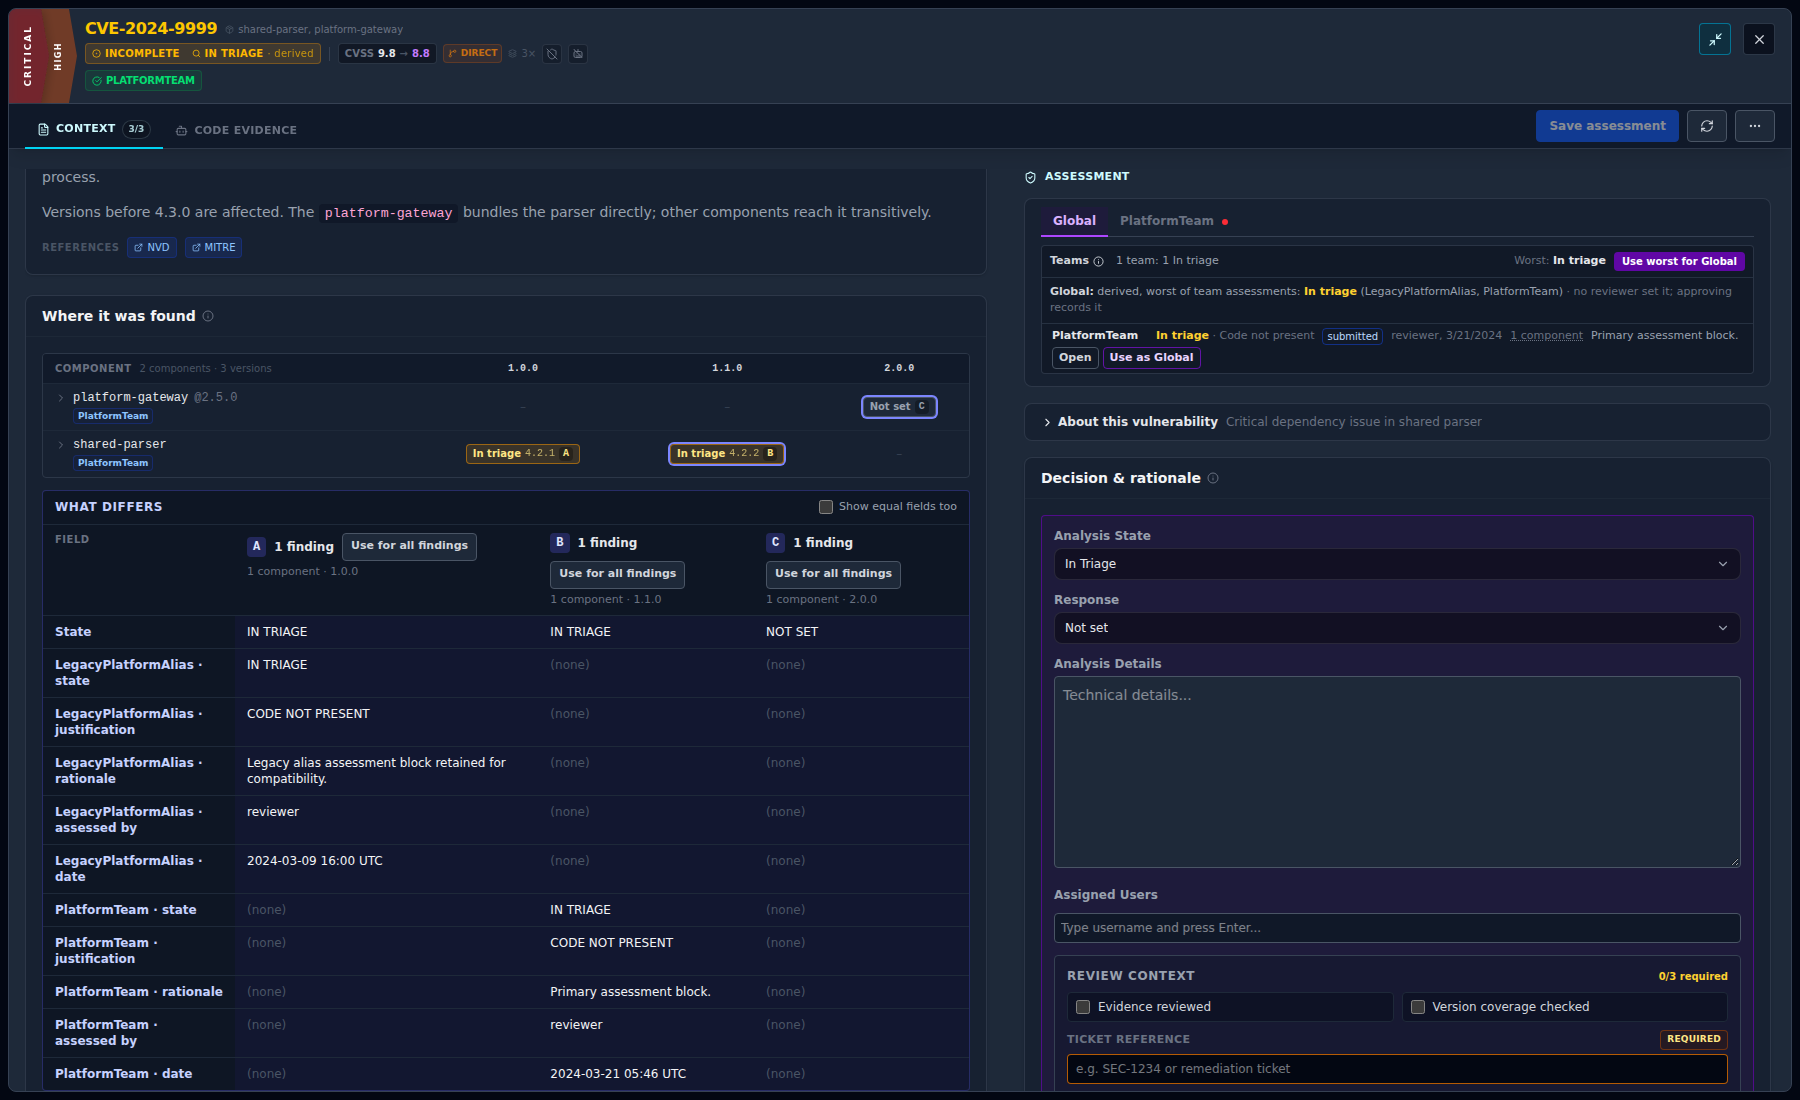 CRITICAL
HIGH
CVE-2024-9999 shared-parser, platform-gateway
INCOMPLETE IN TRIAGE · derived CVSS 9.8 → 8.8 DIRECT 3×
PLATFORMTEAM
CONTEXT 3/3 CODE EVIDENCE
Save assessment
process.
Versions before 4.3.0 are affected. The platform-gateway bundles the parser directly; other components reach it transitively.
REFERENCES NVD MITRE
Where it was found
COMPONENT 2 components · 3 versions 1.0.0 1.1.0 2.0.0
platform-gateway @2.5.0
PlatformTeam
– – Not set C
shared-parser
PlatformTeam
In triage 4.2.1 A In triage 4.2.2 B –
WHAT DIFFERS Show equal fields too
FIELD
A 1 finding Use for all findings
1 component · 1.0.0
B 1 finding
Use for all findings
1 component · 1.1.0
C 1 finding
Use for all findings
1 component · 2.0.0
State IN TRIAGE IN TRIAGE NOT SET
LegacyPlatformAlias · state IN TRIAGE (none) (none)
LegacyPlatformAlias · justification CODE NOT PRESENT (none) (none)
LegacyPlatformAlias · rationale Legacy alias assessment block retained for compatibility. (none) (none)
LegacyPlatformAlias · assessed by reviewer (none) (none)
LegacyPlatformAlias · date 2024-03-09 16:00 UTC (none) (none)
PlatformTeam · state (none) IN TRIAGE (none)
PlatformTeam · justification (none) CODE NOT PRESENT (none)
PlatformTeam · rationale (none) Primary assessment block. (none)
PlatformTeam · assessed by (none) reviewer (none)
PlatformTeam · date (none) 2024-03-21 05:46 UTC (none)
ASSESSMENT
Global PlatformTeam
Teams 1 team: 1 In triage Worst: In triage Use worst for Global
Global: derived, worst of team assessments: In triage (LegacyPlatformAlias, PlatformTeam) · no reviewer set it; approving
records it
PlatformTeam In triage · Code not present submitted reviewer, 3/21/2024 1 component Primary assessment block.
Open Use as Global
About this vulnerability Critical dependency issue in shared parser
Decision & rationale
Analysis State
In Triage
Response
Not set
Analysis Details
Technical details...
Assigned Users
Type username and press Enter...
REVIEW CONTEXT 0/3 required
Evidence reviewed Version coverage checked
TICKET REFERENCE REQUIRED
e.g. SEC-1234 or remediation ticket